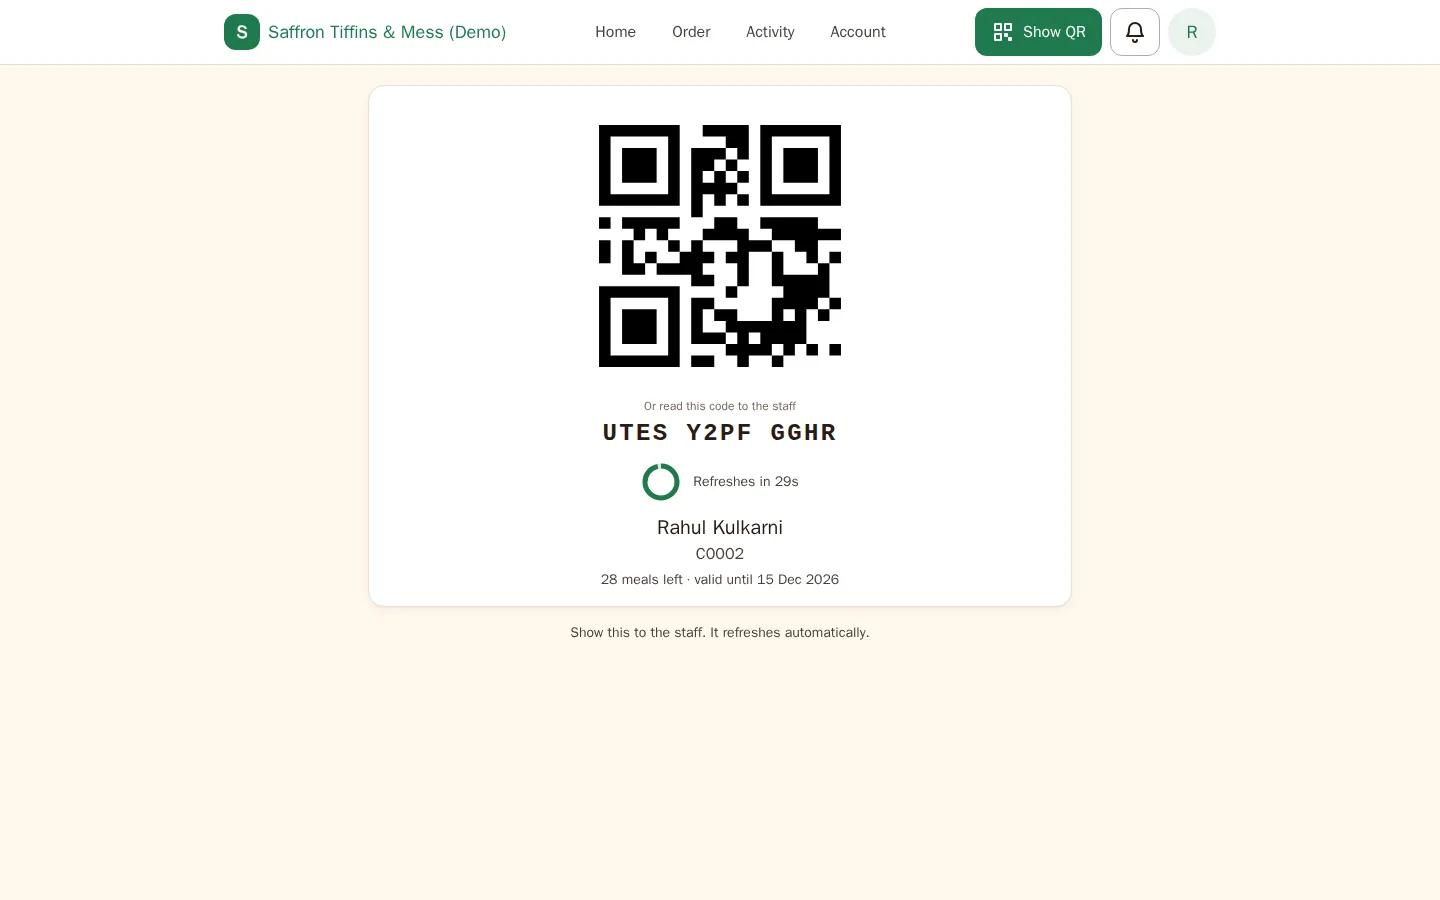 S Saffron Tiffins & Mess (Demo) Home Order Activity Account Show QR R
Or read this code to the staff
UTES Y2PF GGHR
Refreshes in 29s
Rahul Kulkarni
C0002
28 meals left · valid until 15 Dec 2026
Show this to the staff. It refreshes automatically.